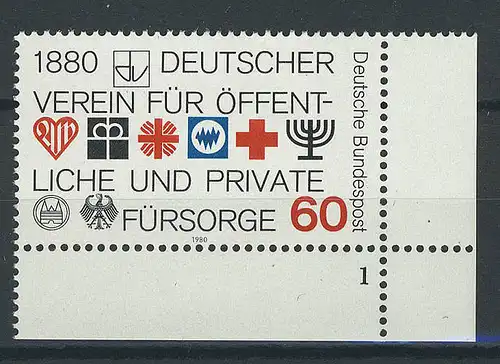 1880 DEUTSCHER
VEREIN FÜR ÖFFENT-
LICHE UND PRIVATE
FÜRSORGE 60
1980
Deutsche Bundespost
1